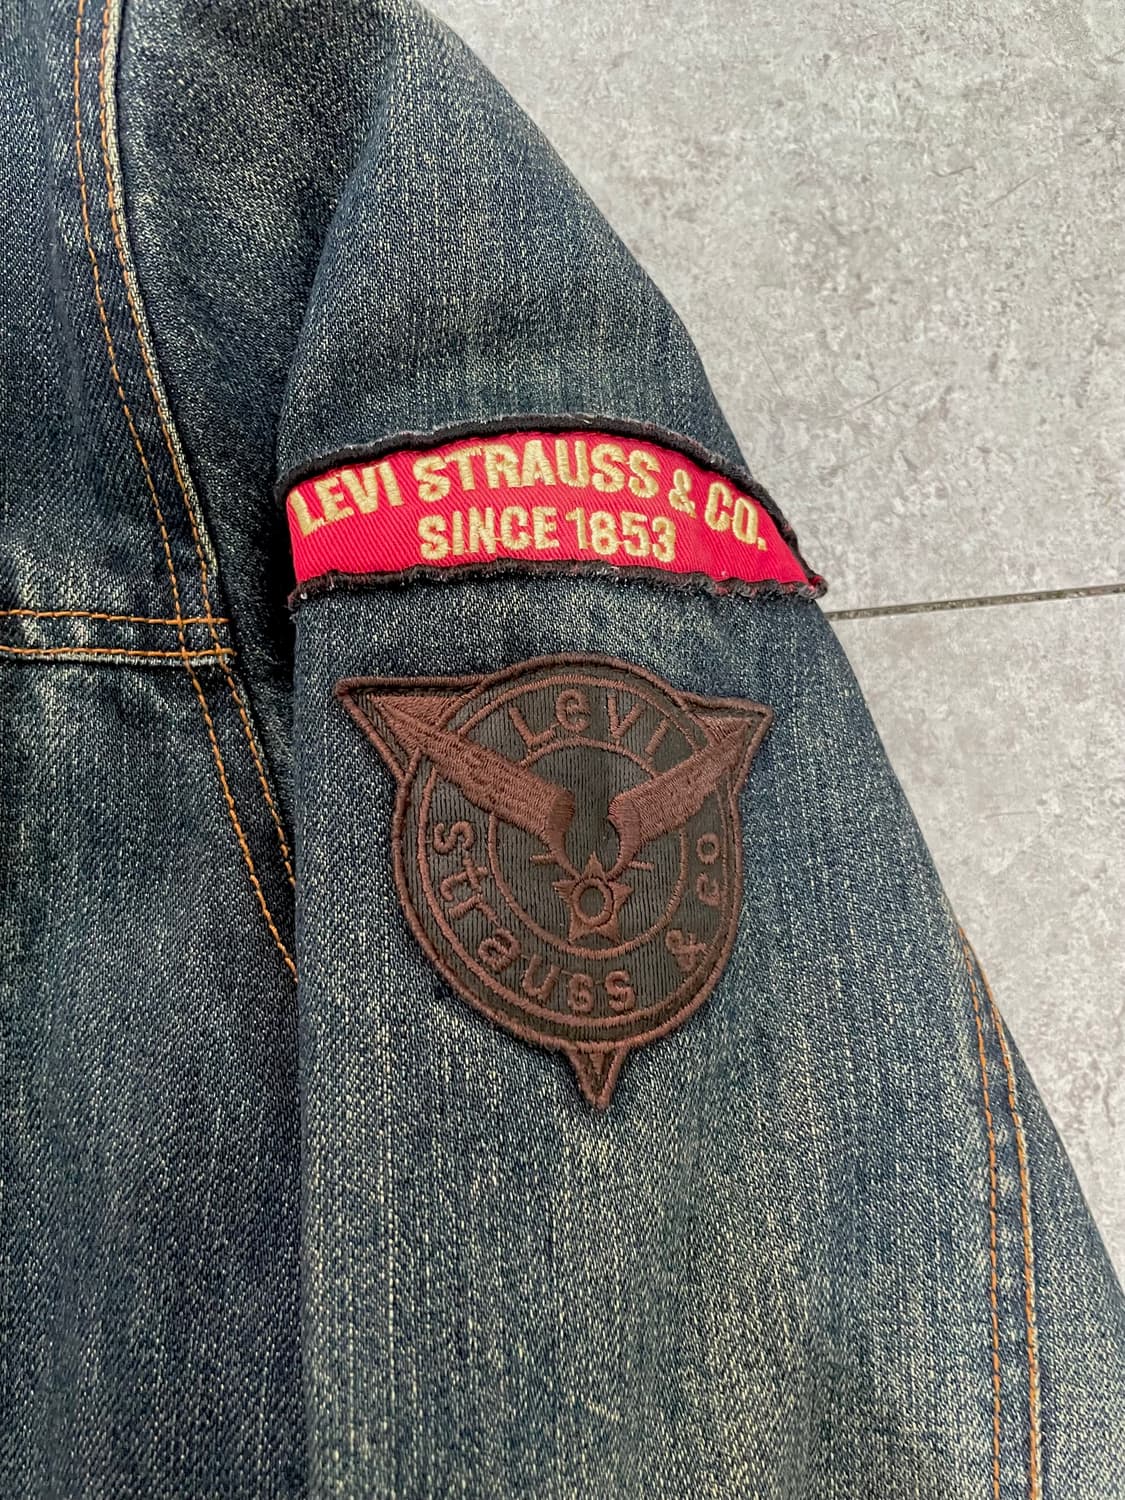 LEVI STRAUSS & CO.
SINCE 1853
Levi
strauss & co